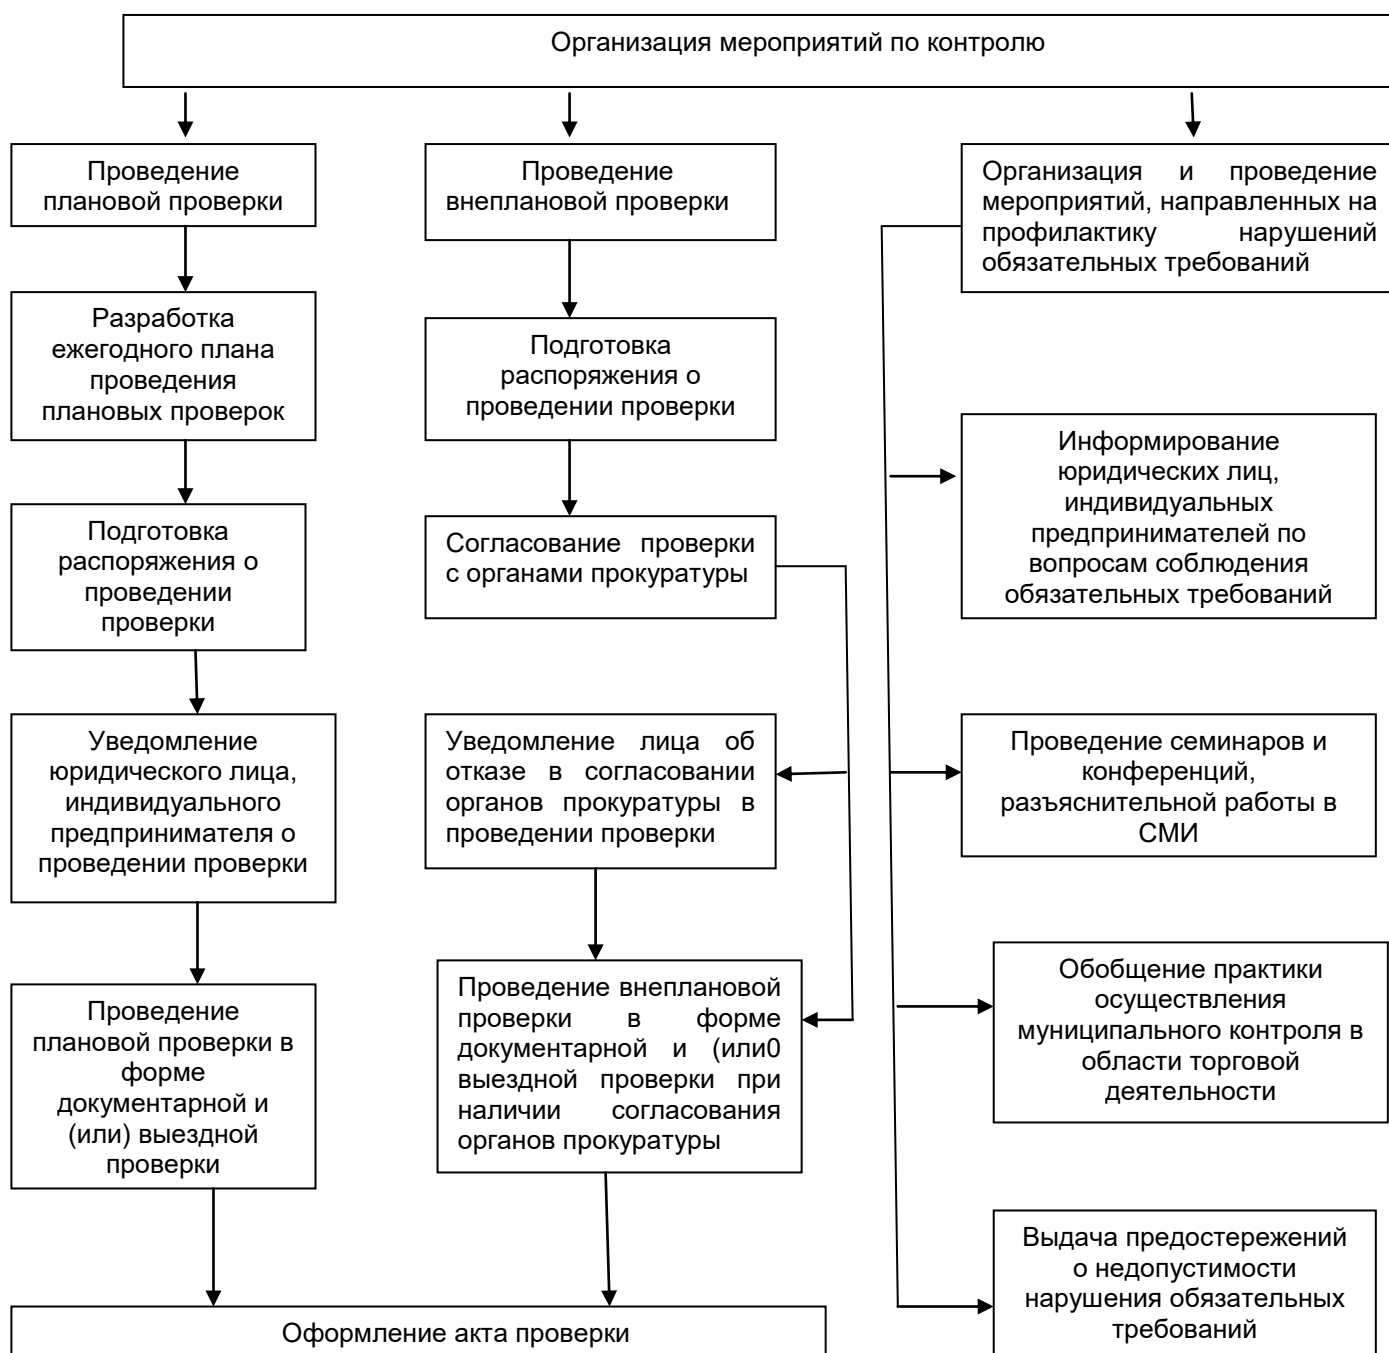 Организация мероприятий по контролю
Проведение
плановой проверки
Проведение
внеплановой проверки
Организация и проведение
мероприятий, направленных на
профилактику нарушений
обязательных требований
Разработка
ежегодного плана
проведения
плановых проверок
Подготовка
распоряжения о
проведении проверки
Информирование
юридических лиц,
индивидуальных
предпринимателей по
вопросам соблюдения
обязательных требований
Подготовка
распоряжения о
проведении
проверки
Согласование проверки
с органами прокуратуры
Уведомление
юридического лица,
индивидуального
предпринимателя о
проведении проверки
Уведомление лица об
отказе в согласовании
органов прокуратуры в
проведении проверки
Проведение семинаров и
конференций,
разъяснительной работы в
СМИ
Проведение
плановой проверки в
форме
документарной и
(или) выездной
проверки
Проведение внеплановой
проверки в форме
документарной и (или0
выездной проверки при
наличии согласования
органов прокуратуры
Обобщение практики
осуществления
муниципального контроля в
области торговой
деятельности
Выдача предостережений
о недопустимости
нарушения обязательных
требований
Оформление акта проверки